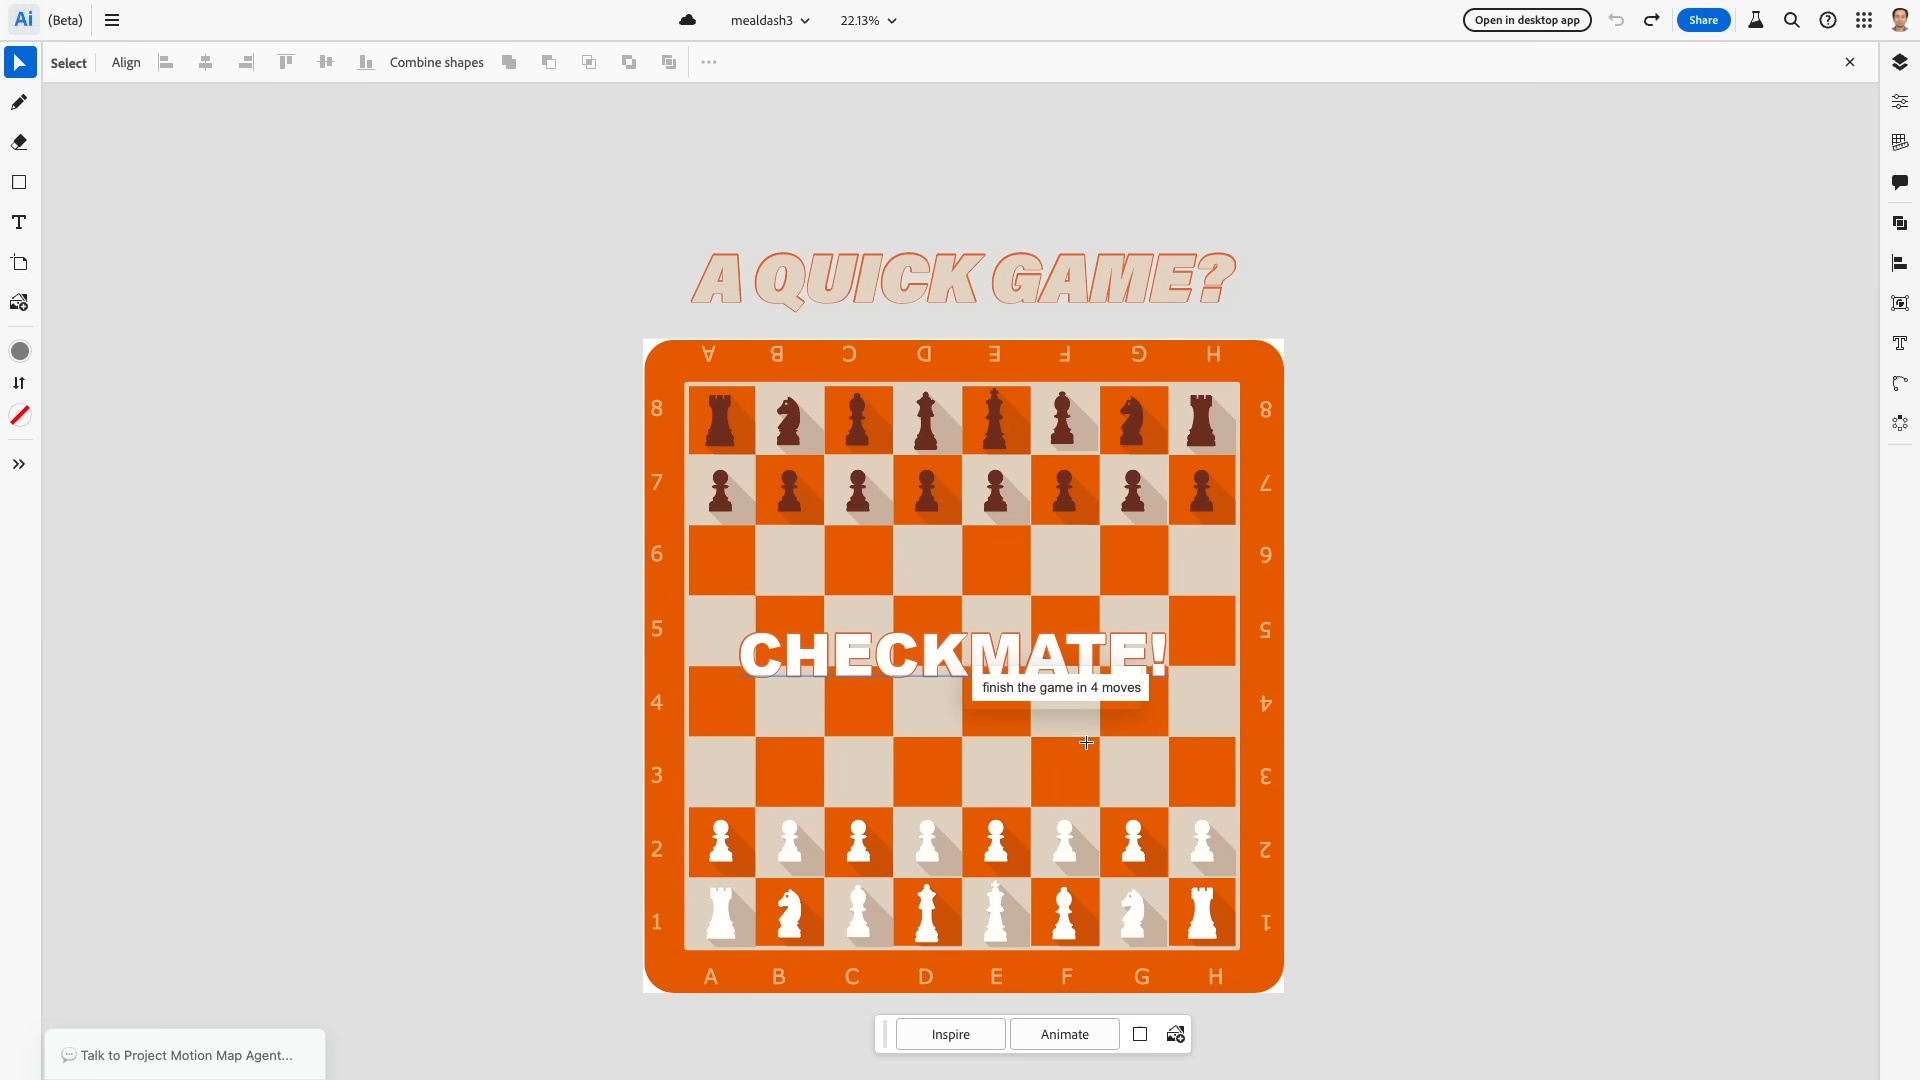 Ai (Beta)
mealdash3
22.13%
Open in desktop app
Share
Select
Align
Combine shapes
A QUICK GAME?
A B C D E F G H
8 8
7 7
6 6
5 5
CHECKMATE!
finish the game in 4 moves
4 4
3 3
2 2
1 1
A B C D E F G H
Inspire
Animate
Talk to Project Motion Map Agent...